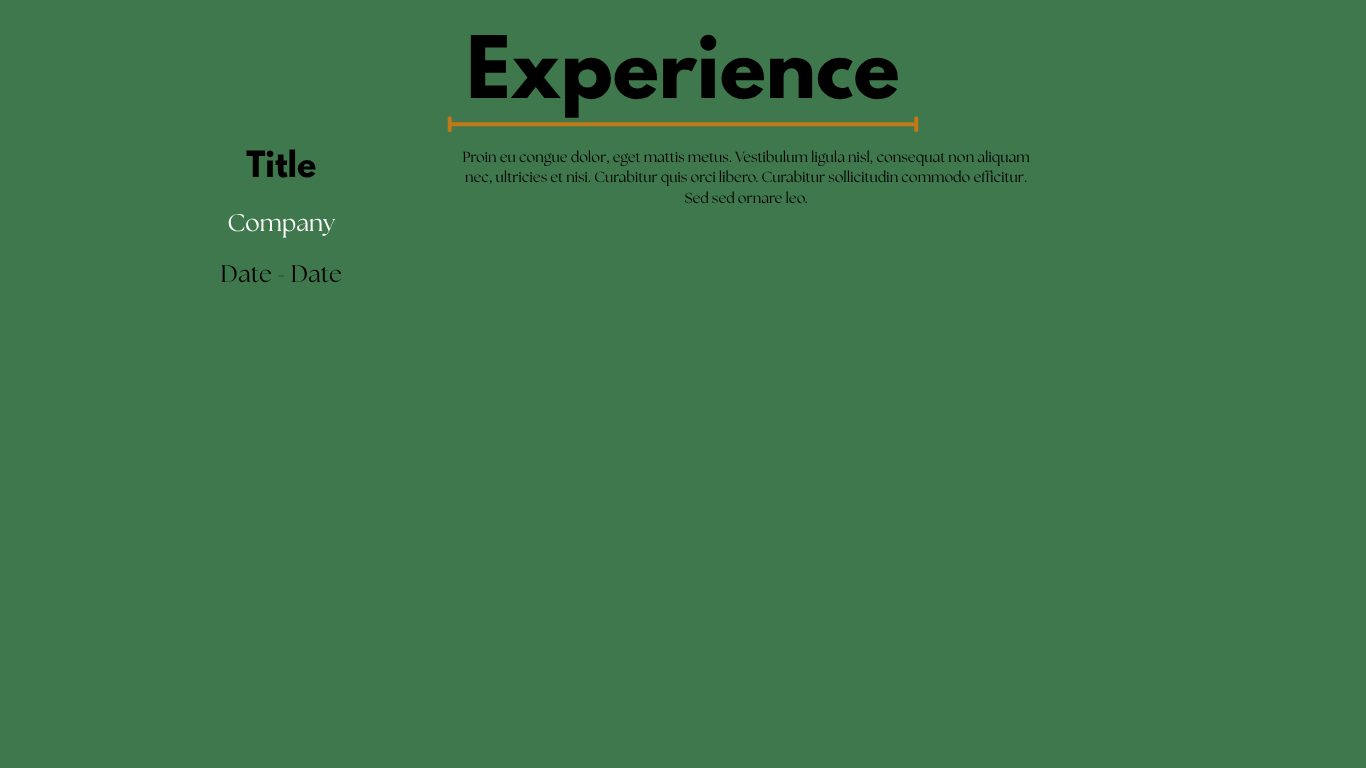 Experience
Title
Company
Date - Date
Proin eu congue dolor, eget mattis metus. Vestibulum ligula nisl, consequat non aliquam
nec, ultricies et nisi. Curabitur quis orci libero. Curabitur sollicitudin commodo efficitur.
Sed sed ornare leo.